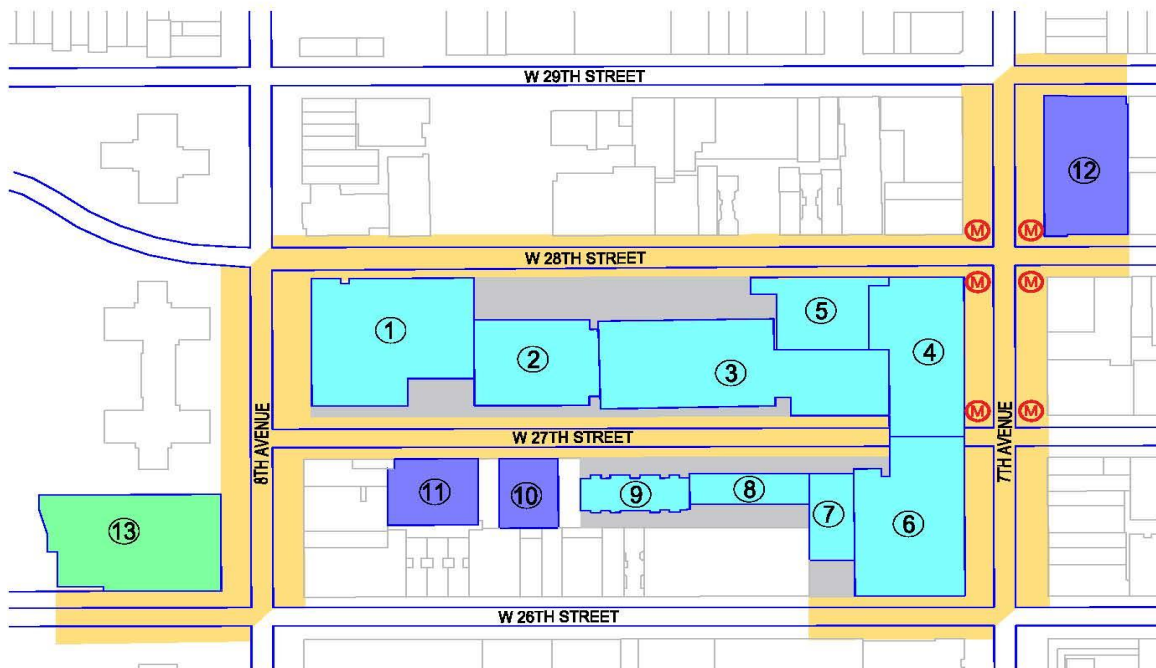 W 29TH STREET
12
M
M
W 28TH STREET
M
M
5
1
4
2
3
M
M
8TH AVENUE
7TH AVENUE
W 27TH STREET
11
10
9
8
7
6
13
W 26TH STREET